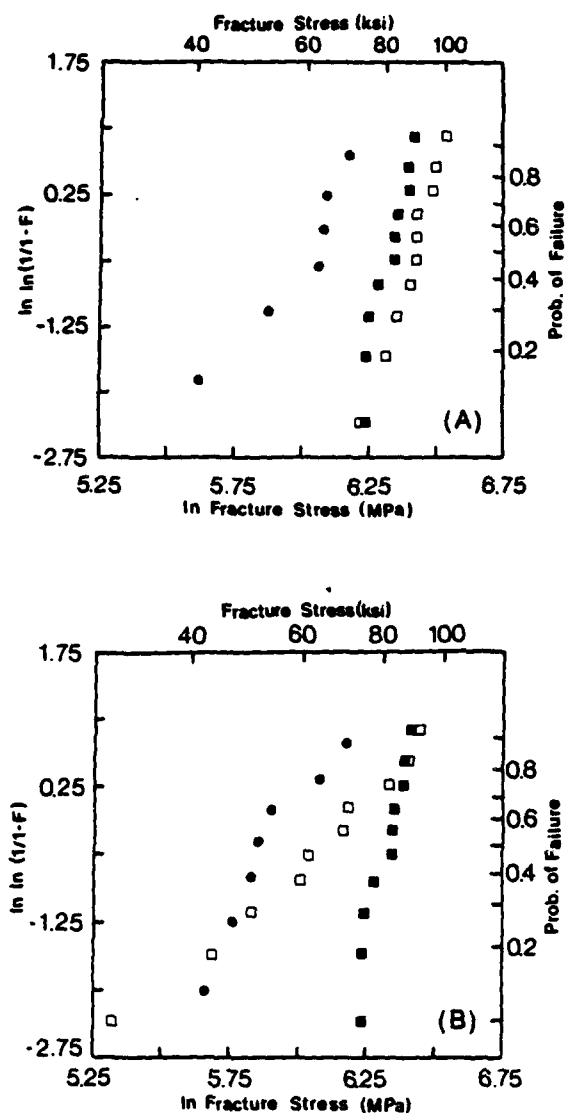 Fracture Stress (ksi)
40 60 80 100
1.75
0.25
-1.25
-2.75
ln ln (1/1-F)
0.8
0.6
0.4
0.2
Prob. of Failure
(A)
5.25 5.75 6.25 6.75
ln Fracture Stress (MPa)
Fracture Stress(ksi)
40 60 80 100
1.75
0.25
-1.25
-2.75
ln ln (1/1-F)
0.8
0.6
0.4
0.2
Prob. of Failure
(B)
5.25 5.75 6.25 6.75
ln Fracture Stress (MPa)